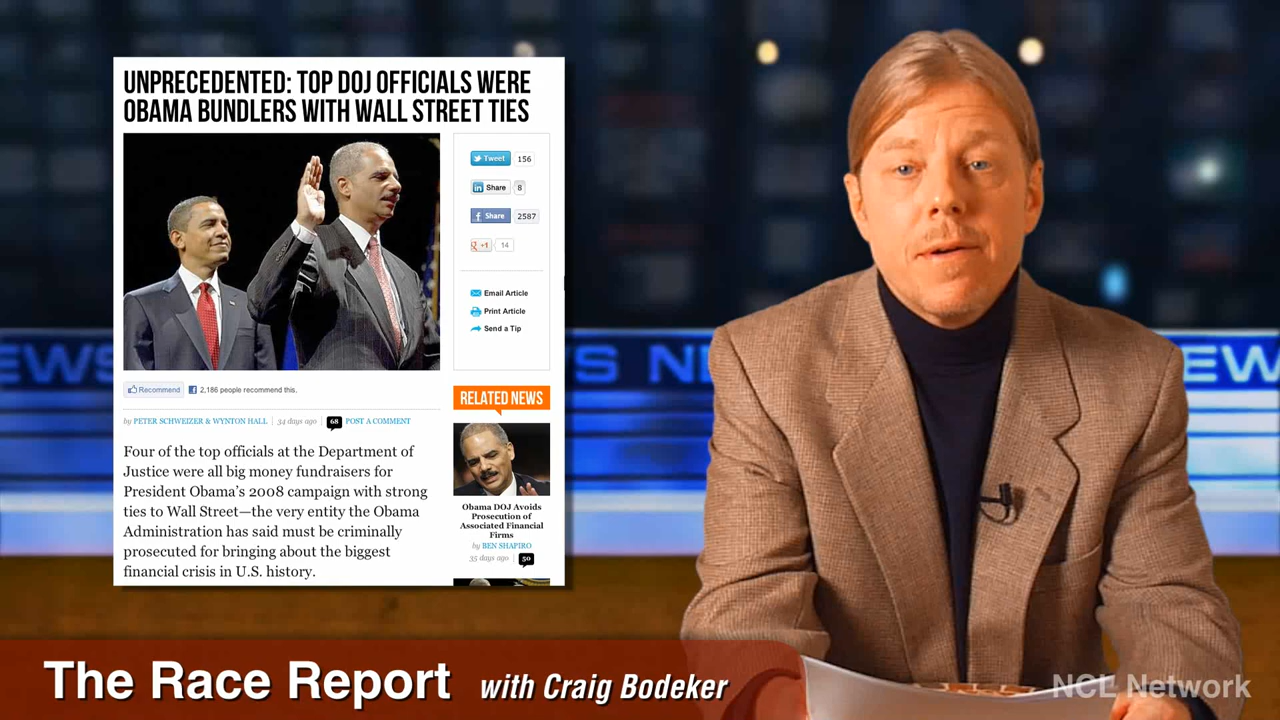 UNPRECEDENTED: TOP DOJ OFFICIALS WERE
OBAMA BUNDLERS WITH WALL STREET TIES
Tweet 156
in Share 8
f Share 2587
g +1 14
Email Article
Print Article
Send a Tip
Recommend f 2,186 people recommend this.
by PETER SCHWEIZER & WYNTON HALL | 34 days ago | 68 POST A COMMENT
Four of the top officials at the Department of
Justice were all big money fundraisers for
President Obama's 2008 campaign with strong
ties to Wall Street—the very entity the Obama
Administration has said must be criminally
prosecuted for bringing about the biggest
financial crisis in U.S. history.
RELATED NEWS
Obama DOJ Avoids
Prosecution of
Associated Financial
Firms
by BEN SHAPIRO
35 days ago | 50
EWS
S NE
EW
The Race Report with Craig Bodeker
NCL Network